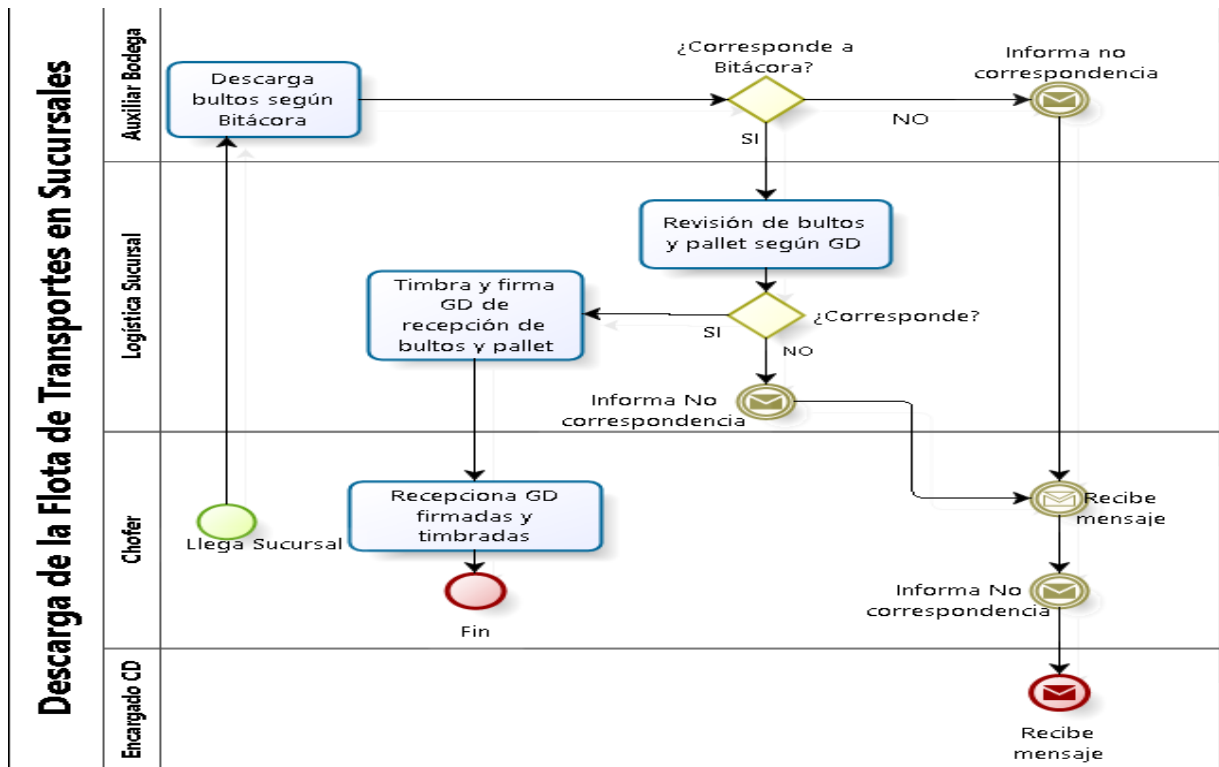 Descarga de la Flota de Transportes en Sucursales
Auxiliar Bodega
Descarga
bultos según
Bitácora
¿Corresponde a
Bitácora?
SI
NO
Informa no
correspondencia
Logística Sucursal
Revisión de bultos
y pallet según GD
¿Corresponde?
SI
NO
Timbra y firma
GD de
recepción de
bultos y pallet
Informa No
correspondencia
Chofer
Llega Sucursal
Recepciona GD
firmadas y
timbradas
Fin
Recibe
mensaje
Informa No
correspondencia
Encargado CD
Recibe
mensaje